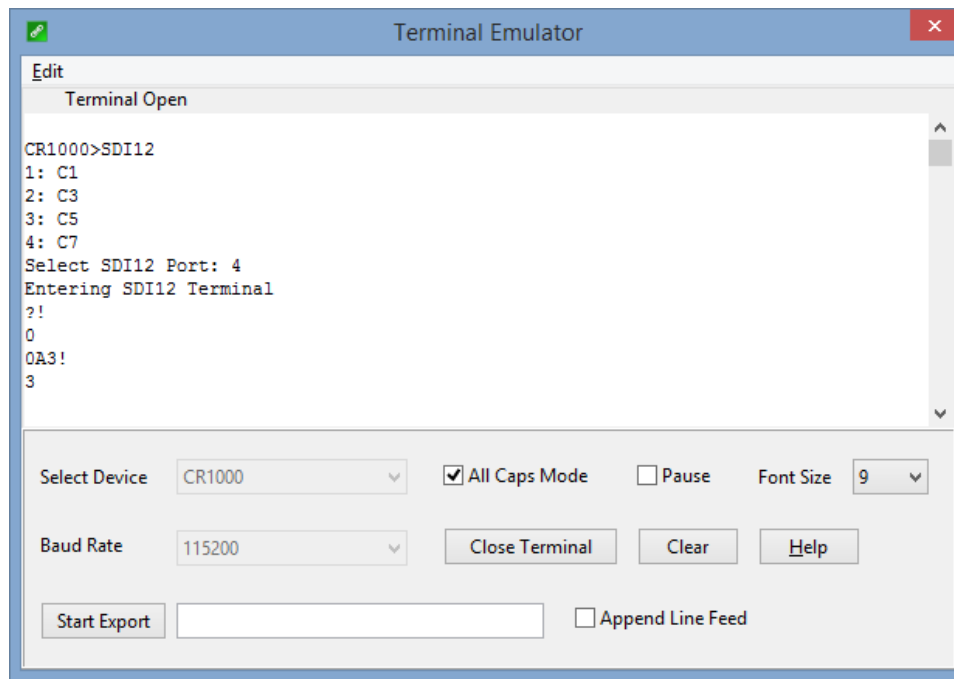 Terminal Emulator
Edit
Terminal Open
CR1000>SDI12
1: C1
2: C3
3: C5
4: C7
Select SDI12 Port: 4
Entering SDI12 Terminal
?!
0
0A3!
3
Select Device CR1000 All Caps Mode Pause Font Size 9
Baud Rate 115200 Close Terminal Clear Help
Start Export Append Line Feed